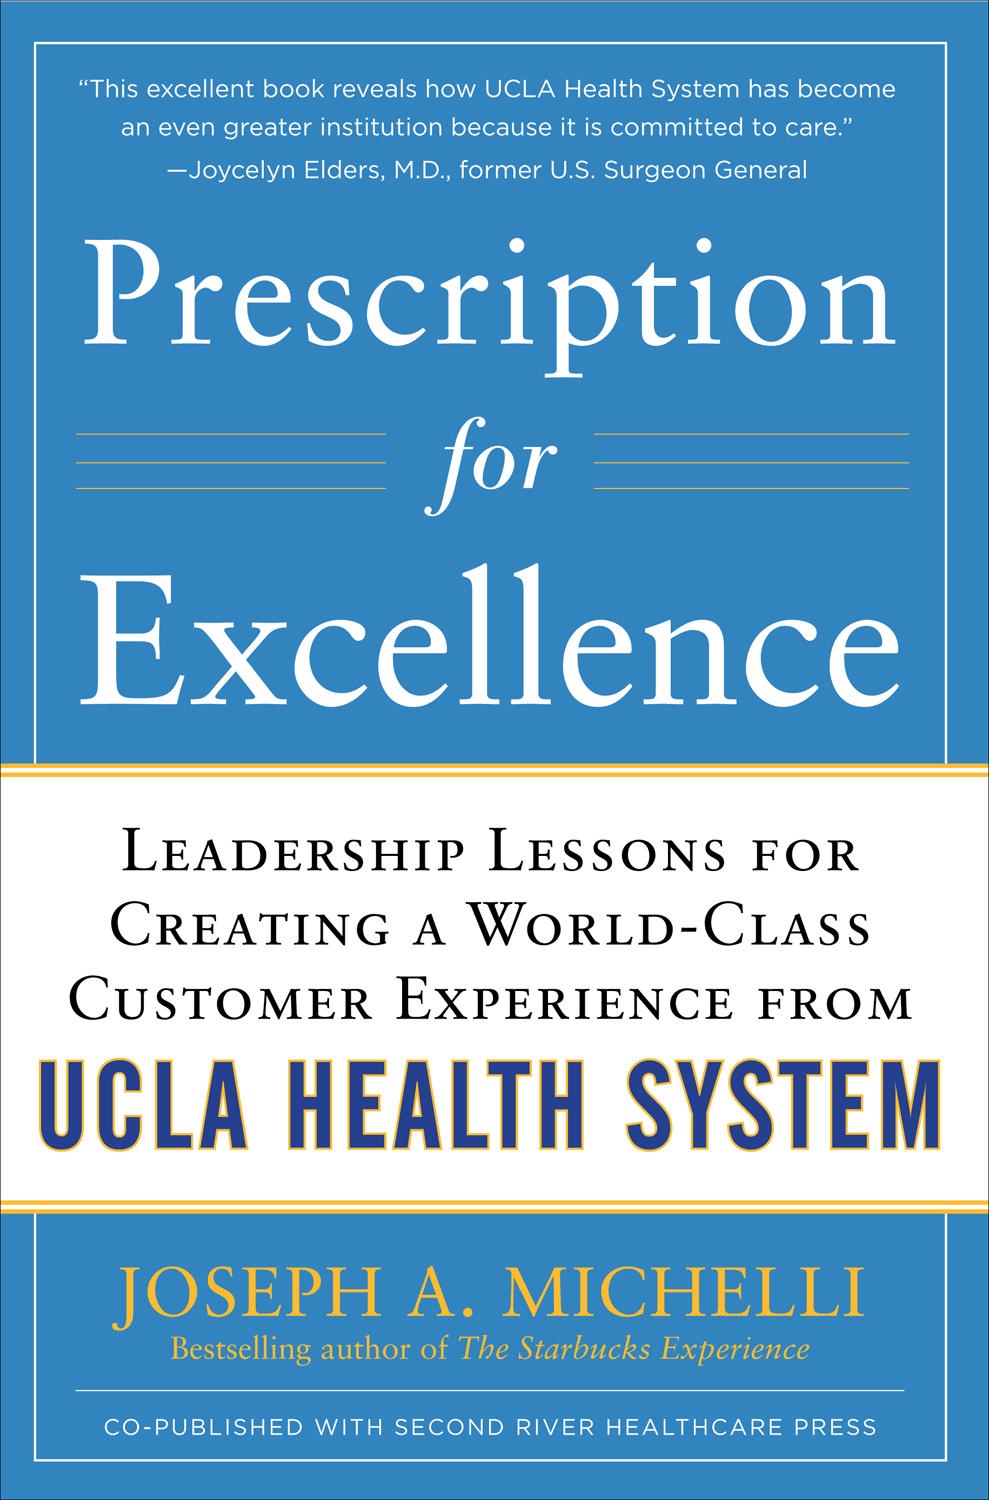 “This excellent book reveals how UCLA Health System has become
an even greater institution because it is committed to care.”
—Joycelyn Elders, M.D., former U.S. Surgeon General
Prescription
for
Excellence
Leadership Lessons for
Creating a World-Class
Customer Experience from
UCLA HEALTH SYSTEM
JOSEPH A. MICHELLI
Bestselling author of The Starbucks Experience
CO-PUBLISHED WITH SECOND RIVER HEALTHCARE PRESS